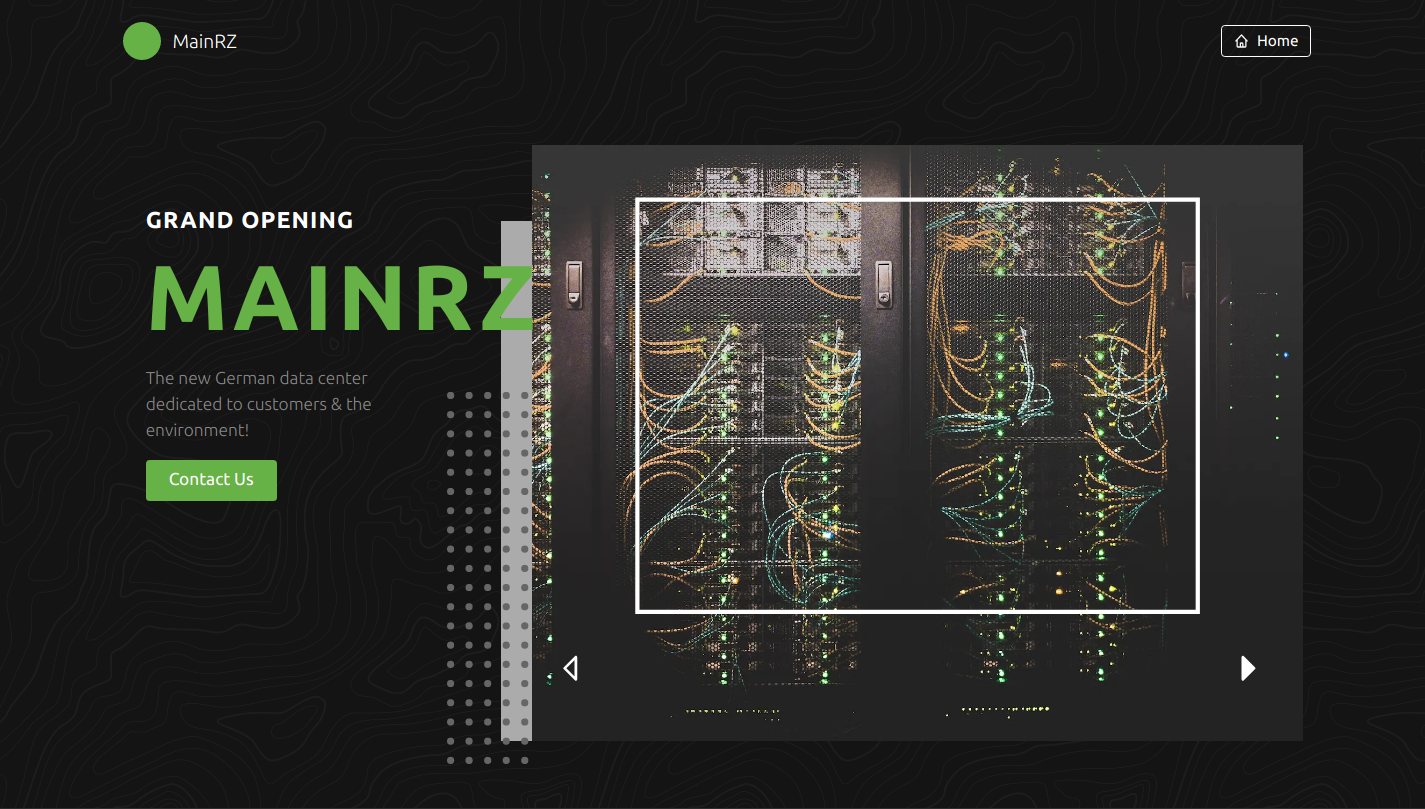 MainRZ
Home
GRAND OPENING
MAINRZ
The new German data center
dedicated to customers & the
environment!
Contact Us